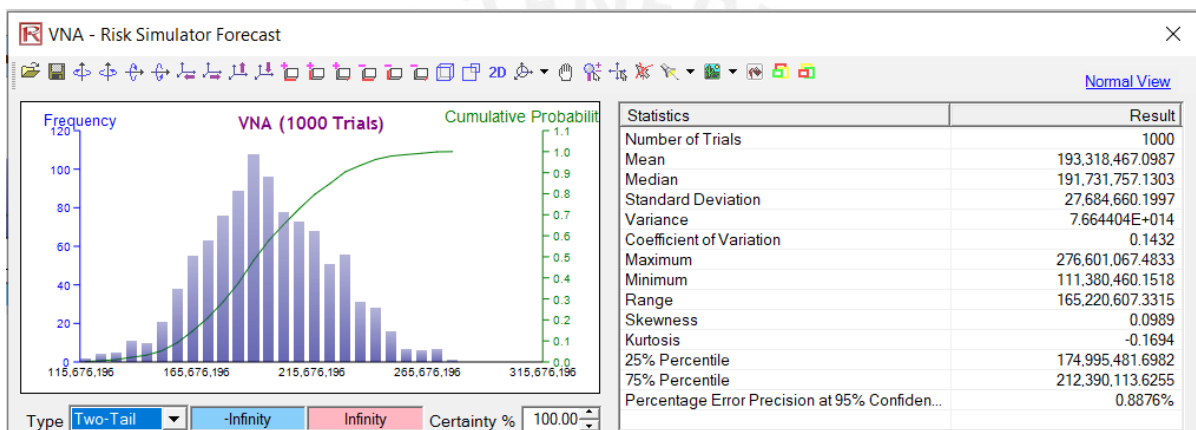 VNA - Risk Simulator Forecast
2D
Normal View
Frequency
VNA (1000 Trials)
Cumulative Probabilit
120
100
80
60
40
20
0
1.1
1.0
0.9
0.8
0.7
0.6
0.5
0.4
0.3
0.2
0.1
0.0
115,676,196 165,676,196 215,676,196 265,676,196 315,676,196
Type Two-Tail -Infinity Infinity Certainty % 100.00
Statistics Result
Number of Trials 1000
Mean 193,318,467.0987
Median 191,731,757.1303
Standard Deviation 27,684,660.1997
Variance 7.664404E+014
Coefficient of Variation 0.1432
Maximum 276,601,067.4833
Minimum 111,380,460.1518
Range 165,220,607.3315
Skewness 0.0989
Kurtosis -0.1694
25% Percentile 174,995,481.6982
75% Percentile 212,390,113.6255
Percentage Error Precision at 95% Confiden... 0.8876%